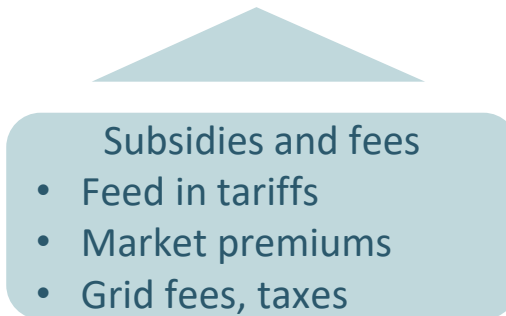 Subsidies and fees
• Feed in tariffs
• Market premiums
• Grid fees, taxes